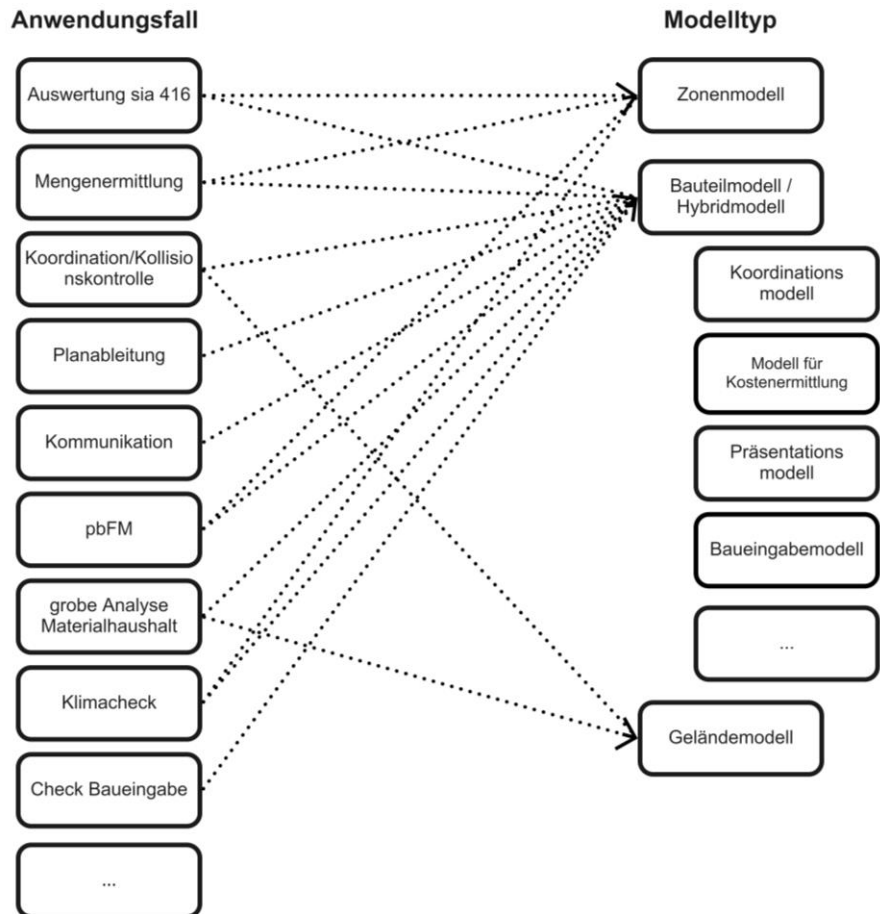 Anwendungsfall
Auswertung sia 416
Mengenermittlung
Koordination/Kollisio
nskontrolle
Planableitung
Kommunikation
pbFM
grobe Analyse
Materialhaushalt
Klimacheck
Check Baueingabe
...
Modelltyp
Zonenmodell
Bauteilmodell /
Hybridmodell
Koordinations
modell
Modell für
Kostenermittlung
Präsentations
modell
Baueingabemodell
...
Geländemodell